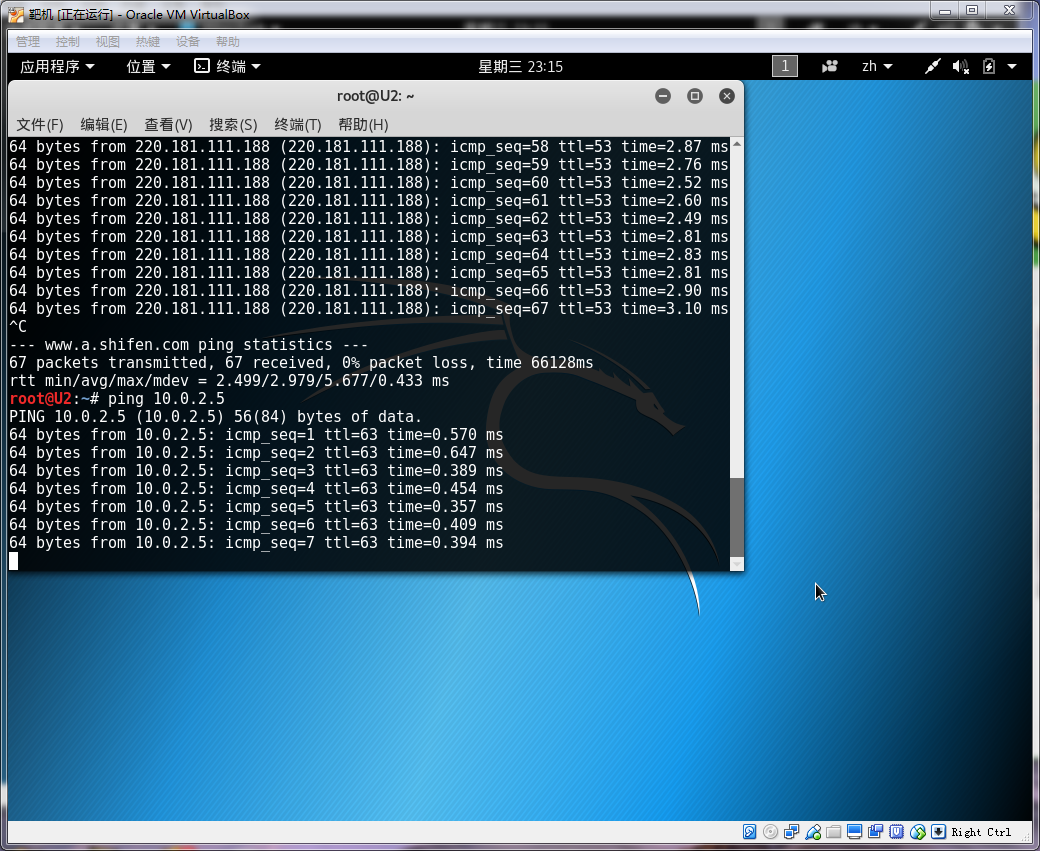 靶机 [正在运行] - Oracle VM VirtualBox
管理 控制 视图 热键 设备 帮助
应用程序 位置 终端 星期三 23:15 1 zh
root@U2: ~
文件(F) 编辑(E) 查看(V) 搜索(S) 终端(T) 帮助(H)
64 bytes from 220.181.111.188 (220.181.111.188): icmp_seq=58 ttl=53 time=2.87 ms
64 bytes from 220.181.111.188 (220.181.111.188): icmp_seq=59 ttl=53 time=2.76 ms
64 bytes from 220.181.111.188 (220.181.111.188): icmp_seq=60 ttl=53 time=2.52 ms
64 bytes from 220.181.111.188 (220.181.111.188): icmp_seq=61 ttl=53 time=2.60 ms
64 bytes from 220.181.111.188 (220.181.111.188): icmp_seq=62 ttl=53 time=2.49 ms
64 bytes from 220.181.111.188 (220.181.111.188): icmp_seq=63 ttl=53 time=2.81 ms
64 bytes from 220.181.111.188 (220.181.111.188): icmp_seq=64 ttl=53 time=2.83 ms
64 bytes from 220.181.111.188 (220.181.111.188): icmp_seq=65 ttl=53 time=2.81 ms
64 bytes from 220.181.111.188 (220.181.111.188): icmp_seq=66 ttl=53 time=2.90 ms
64 bytes from 220.181.111.188 (220.181.111.188): icmp_seq=67 ttl=53 time=3.10 ms
^C
--- www.a.shifen.com ping statistics ---
67 packets transmitted, 67 received, 0% packet loss, time 66128ms
rtt min/avg/max/mdev = 2.499/2.979/5.677/0.433 ms
root@U2:~# ping 10.0.2.5
PING 10.0.2.5 (10.0.2.5) 56(84) bytes of data.
64 bytes from 10.0.2.5: icmp_seq=1 ttl=63 time=0.570 ms
64 bytes from 10.0.2.5: icmp_seq=2 ttl=63 time=0.647 ms
64 bytes from 10.0.2.5: icmp_seq=3 ttl=63 time=0.389 ms
64 bytes from 10.0.2.5: icmp_seq=4 ttl=63 time=0.454 ms
64 bytes from 10.0.2.5: icmp_seq=5 ttl=63 time=0.357 ms
64 bytes from 10.0.2.5: icmp_seq=6 ttl=63 time=0.409 ms
64 bytes from 10.0.2.5: icmp_seq=7 ttl=63 time=0.394 ms
Right Ctrl